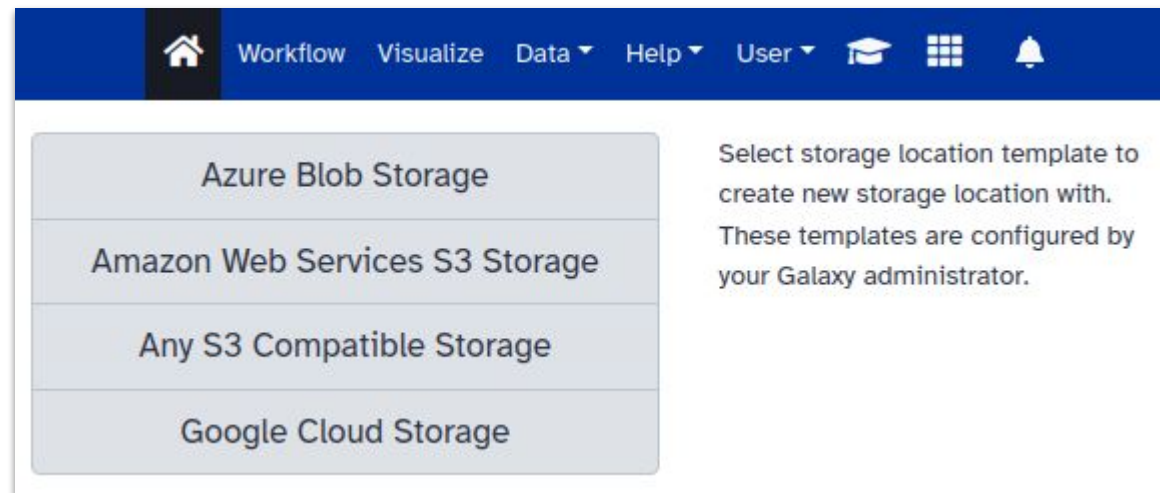 Workflow Visualize Data Help User
Azure Blob Storage
Amazon Web Services S3 Storage
Any S3 Compatible Storage
Google Cloud Storage
Select storage location template to
create new storage location with.
These templates are configured by
your Galaxy administrator.